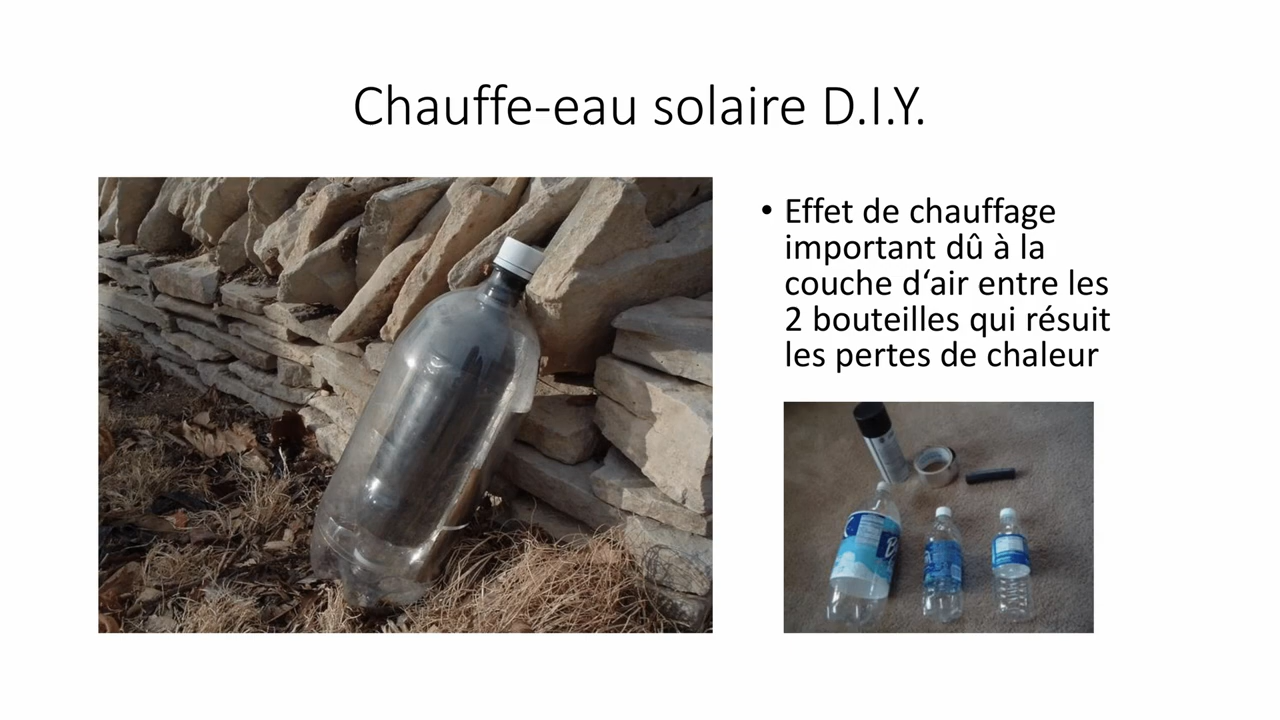 Chauffe-eau solaire D.I.Y.
• Effet de chauffage
important dû à la
couche d‘air entre les
2 bouteilles qui résuit
les pertes de chaleur